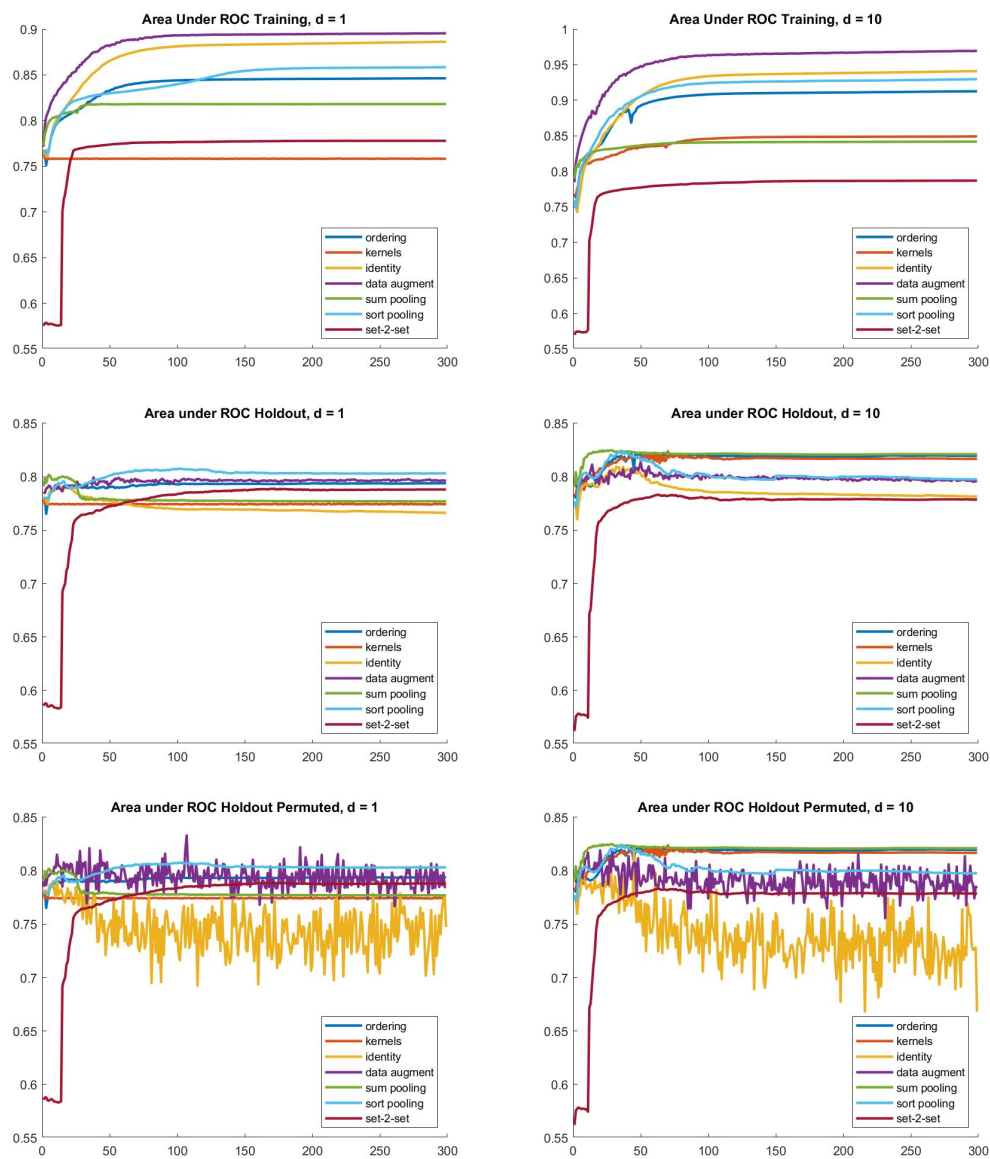 Area Under ROC Training, d = 1
0.9
0.85
0.8
0.75
0.7
0.65
0.6
0.55
0 50 100 150 200 250 300
ordering
kernels
identity
data augment
sum pooling
sort pooling
set-2-set
Area Under ROC Training, d = 10
1
0.95
0.9
0.85
0.8
0.75
0.7
0.65
0.6
0.55
0 50 100 150 200 250 300
ordering
kernels
identity
data augment
sum pooling
sort pooling
set-2-set
Area under ROC Holdout, d = 1
0.85
0.8
0.75
0.7
0.65
0.6
0.55
0 50 100 150 200 250 300
ordering
kernels
identity
data augment
sum pooling
sort pooling
set-2-set
Area under ROC Holdout, d = 10
0.85
0.8
0.75
0.7
0.65
0.6
0.55
0 50 100 150 200 250 300
ordering
kernels
identity
data augment
sum pooling
sort pooling
set-2-set
Area under ROC Holdout Permuted, d = 1
0.85
0.8
0.75
0.7
0.65
0.6
0.55
0 50 100 150 200 250 300
ordering
kernels
identity
data augment
sum pooling
sort pooling
set-2-set
Area under ROC Holdout Permuted, d = 10
0.85
0.8
0.75
0.7
0.65
0.6
0.55
0 50 100 150 200 250 300
ordering
kernels
identity
data augment
sum pooling
sort pooling
set-2-set